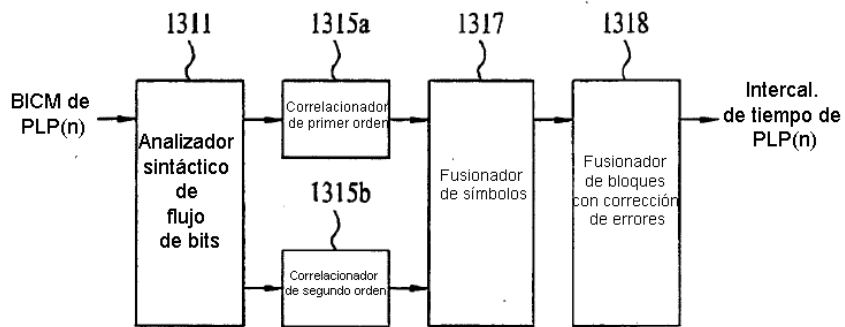 1311
1315a
1317
1318
BICM de
PLP(n)
Analizador
sintáctico
de
flujo
de bits
Correlacionador
de primer orden
1315b
Correlacionador
de segundo orden
Fusionador
de símbolos
Fusionador
de bloques
con corrección
de errores
Intercal.
de tiempo de
PLP(n)